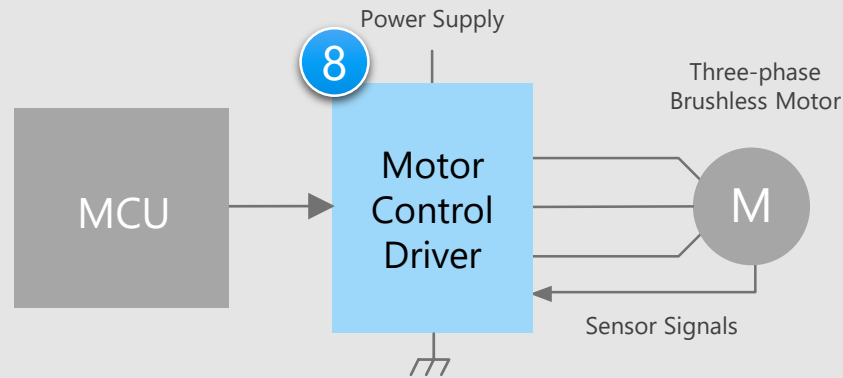 Power Supply
8
Three-phase
Brushless Motor
MCU
Motor
Control
Driver
M
Sensor Signals